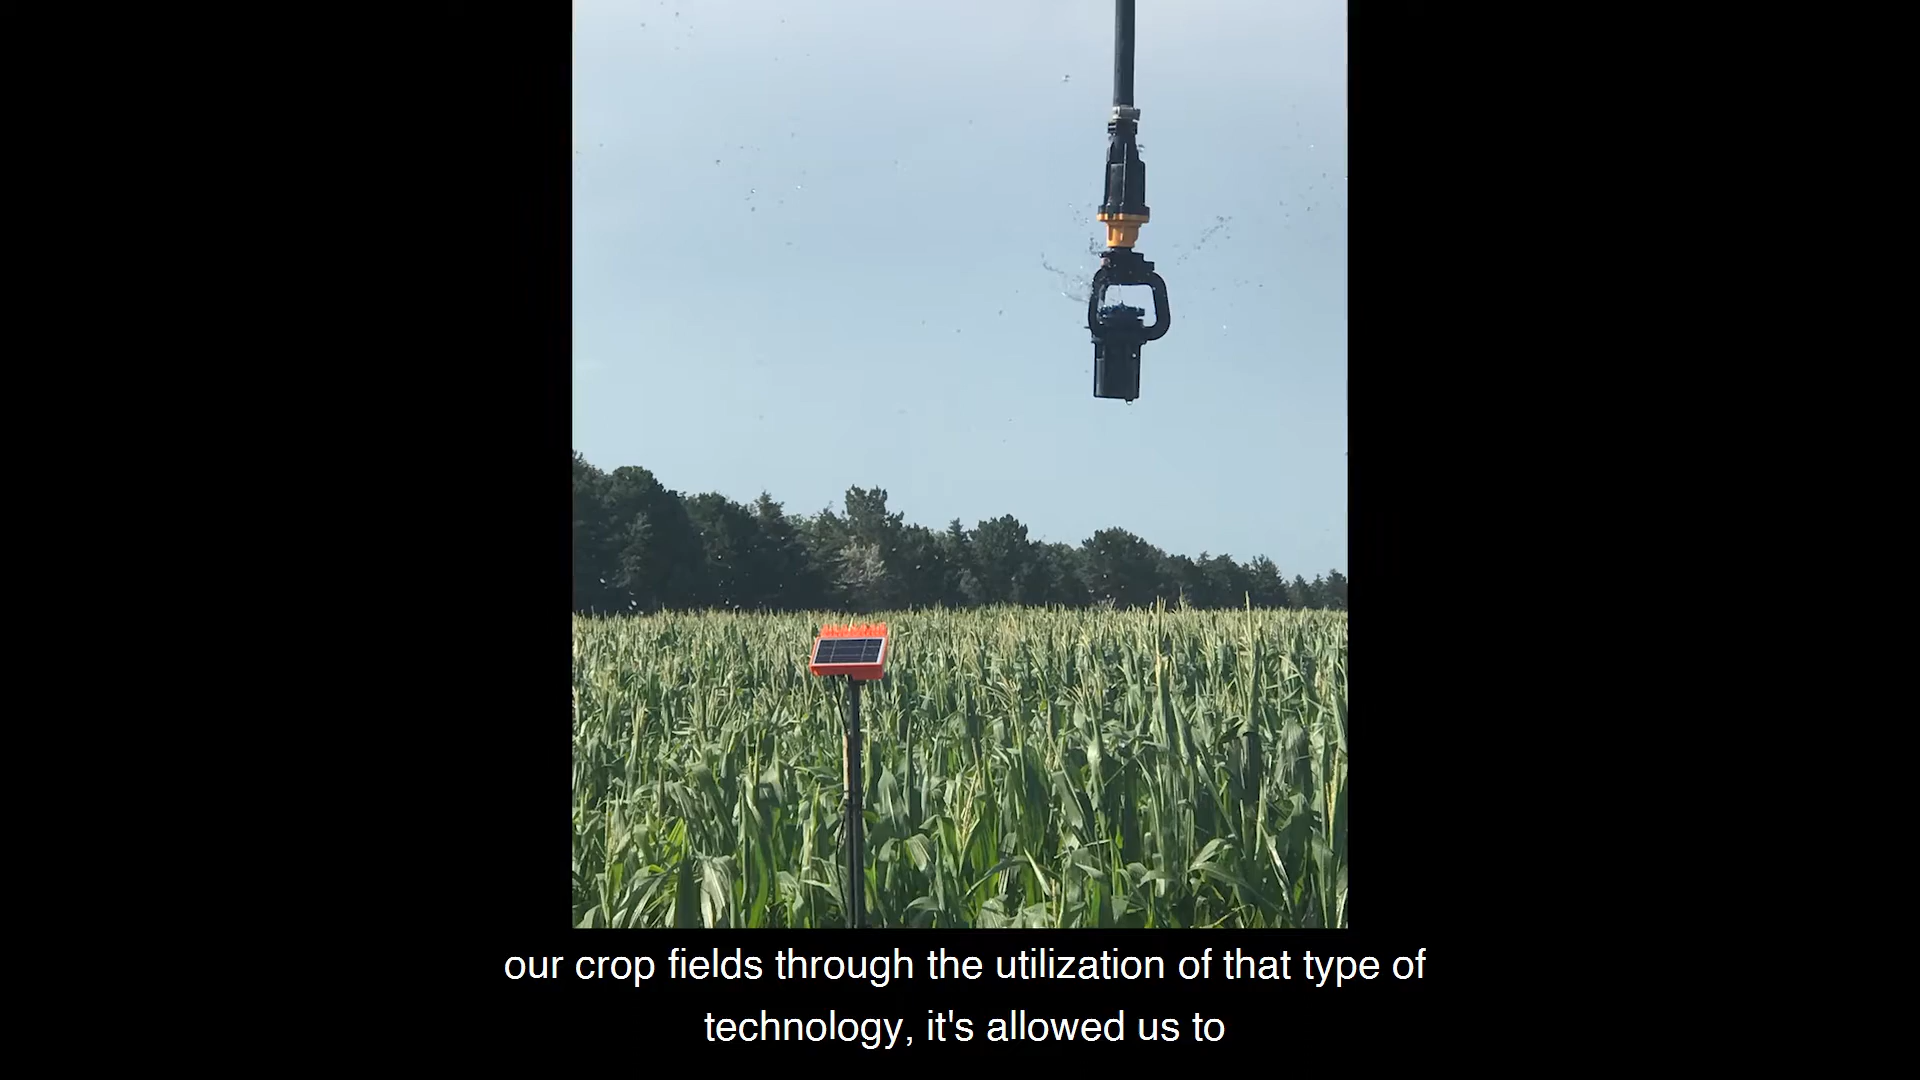 our crop fields through the utilization of that type of
technology, it's allowed us to